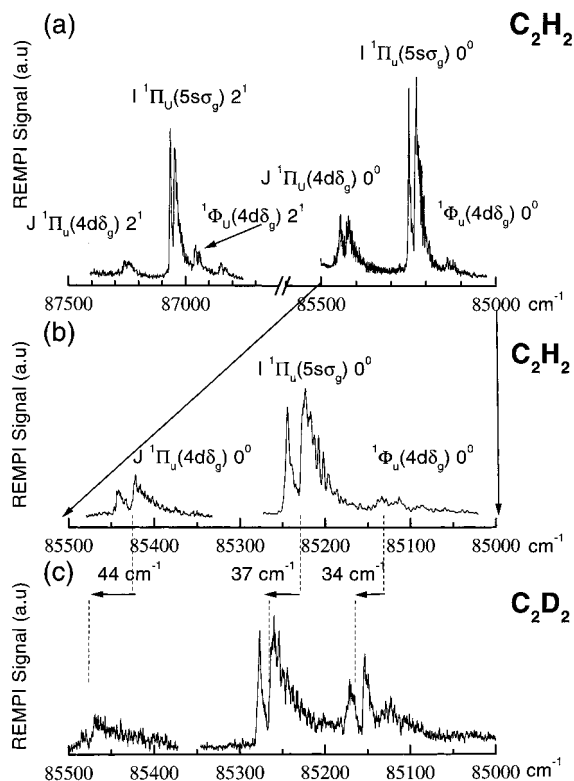 (a)
C₂H₂
I ¹Πᵤ(5sσg) 0⁰
I ¹Π_U(5sσg) 2¹
J ¹Π_U(4dδg) 0⁰
¹Φᵤ(4dδg) 2¹
¹Φᵤ(4dδg) 0⁰
J ¹Πᵤ(4dδg) 2¹
REMPI Signal (a.u)
87500 87000 85500 85000 cm⁻¹
(b)
C₂H₂
I ¹Πᵤ(5sσg) 0⁰
J ¹Πᵤ(4dδg) 0⁰
¹Φᵤ(4dδg) 0⁰
REMPI Signal (a.u)
85500 85400 85300 85200 85100 85000 cm⁻¹
(c)
44 cm⁻¹ 37 cm⁻¹ 34 cm⁻¹
C₂D₂
REMPI Signal (a.u)
85500 85400 85300 85200 85100 85000 cm⁻¹